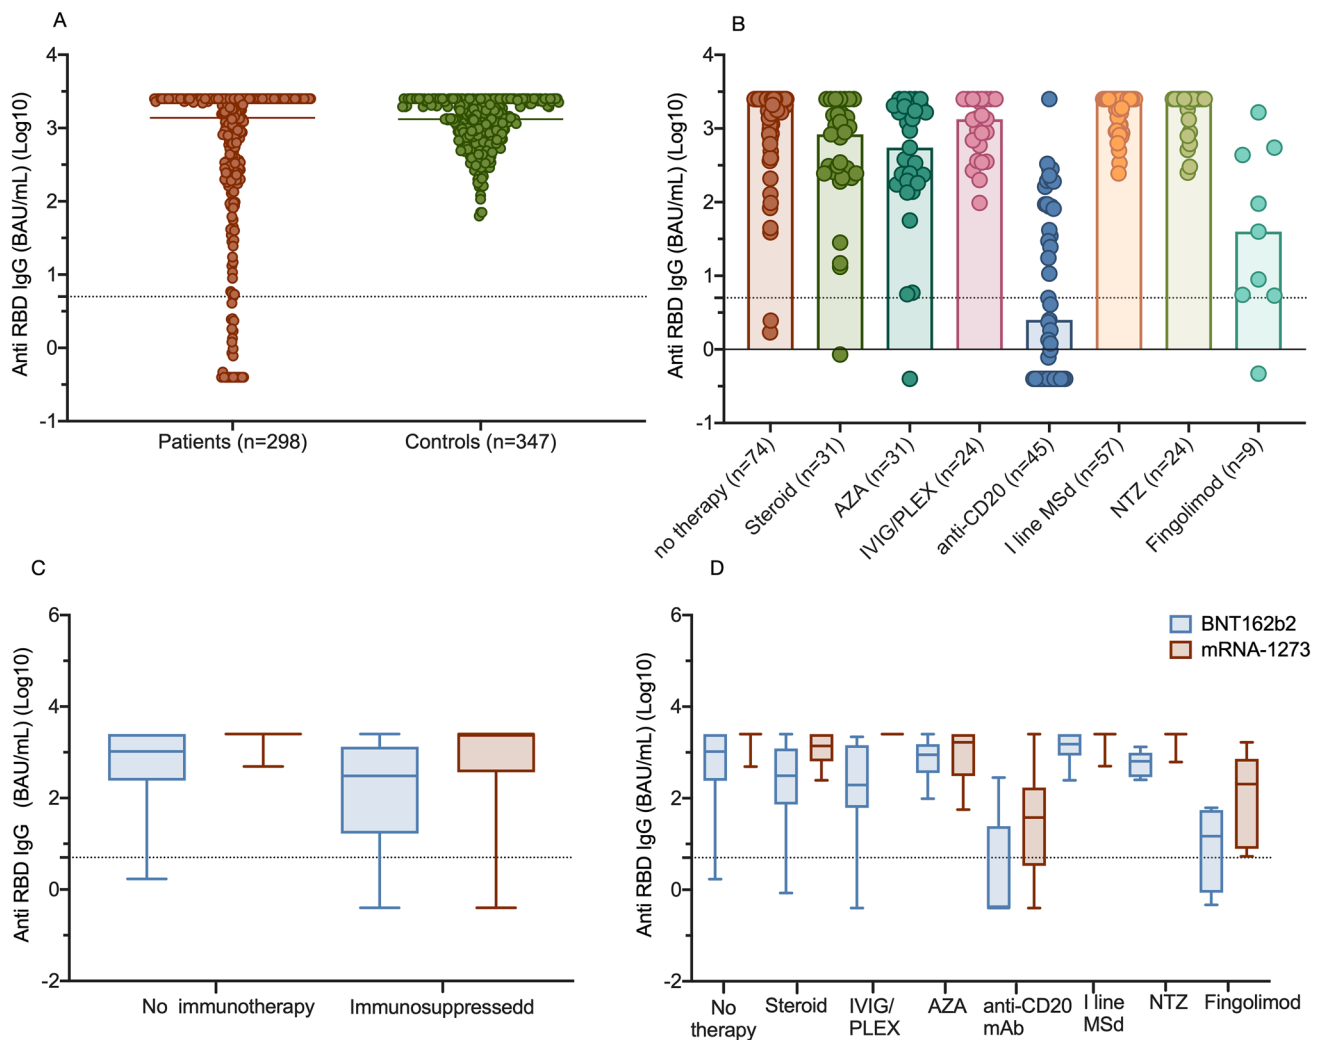 A
Anti RBD IgG (BAU/mL) (Log10)
4
3
2
1
0
-1
Patients (n=298)
Controls (n=347)
B
Anti RBD IgG (BAU/mL) (Log10)
4
3
2
1
0
-1
no therapy (n=74)
Steroid (n=31)
AZA (n=31)
IVIG/PLEX (n=24)
anti-CD20 (n=45)
I line MSd (n=57)
NTZ (n=24)
Fingolimod (n=9)
C
Anti RBD IgG (BAU/mL) (Log10)
6
4
2
0
-2
No immunotherapy
Immunosuppressedd
D
Anti RBD IgG (BAU/mL) (Log10)
6
4
2
0
-2
BNT162b2
mRNA-1273
No
therapy
Steroid
IVIG/
PLEX
AZA
anti-CD20
mAb
I line
MSd
NTZ
Fingolimod